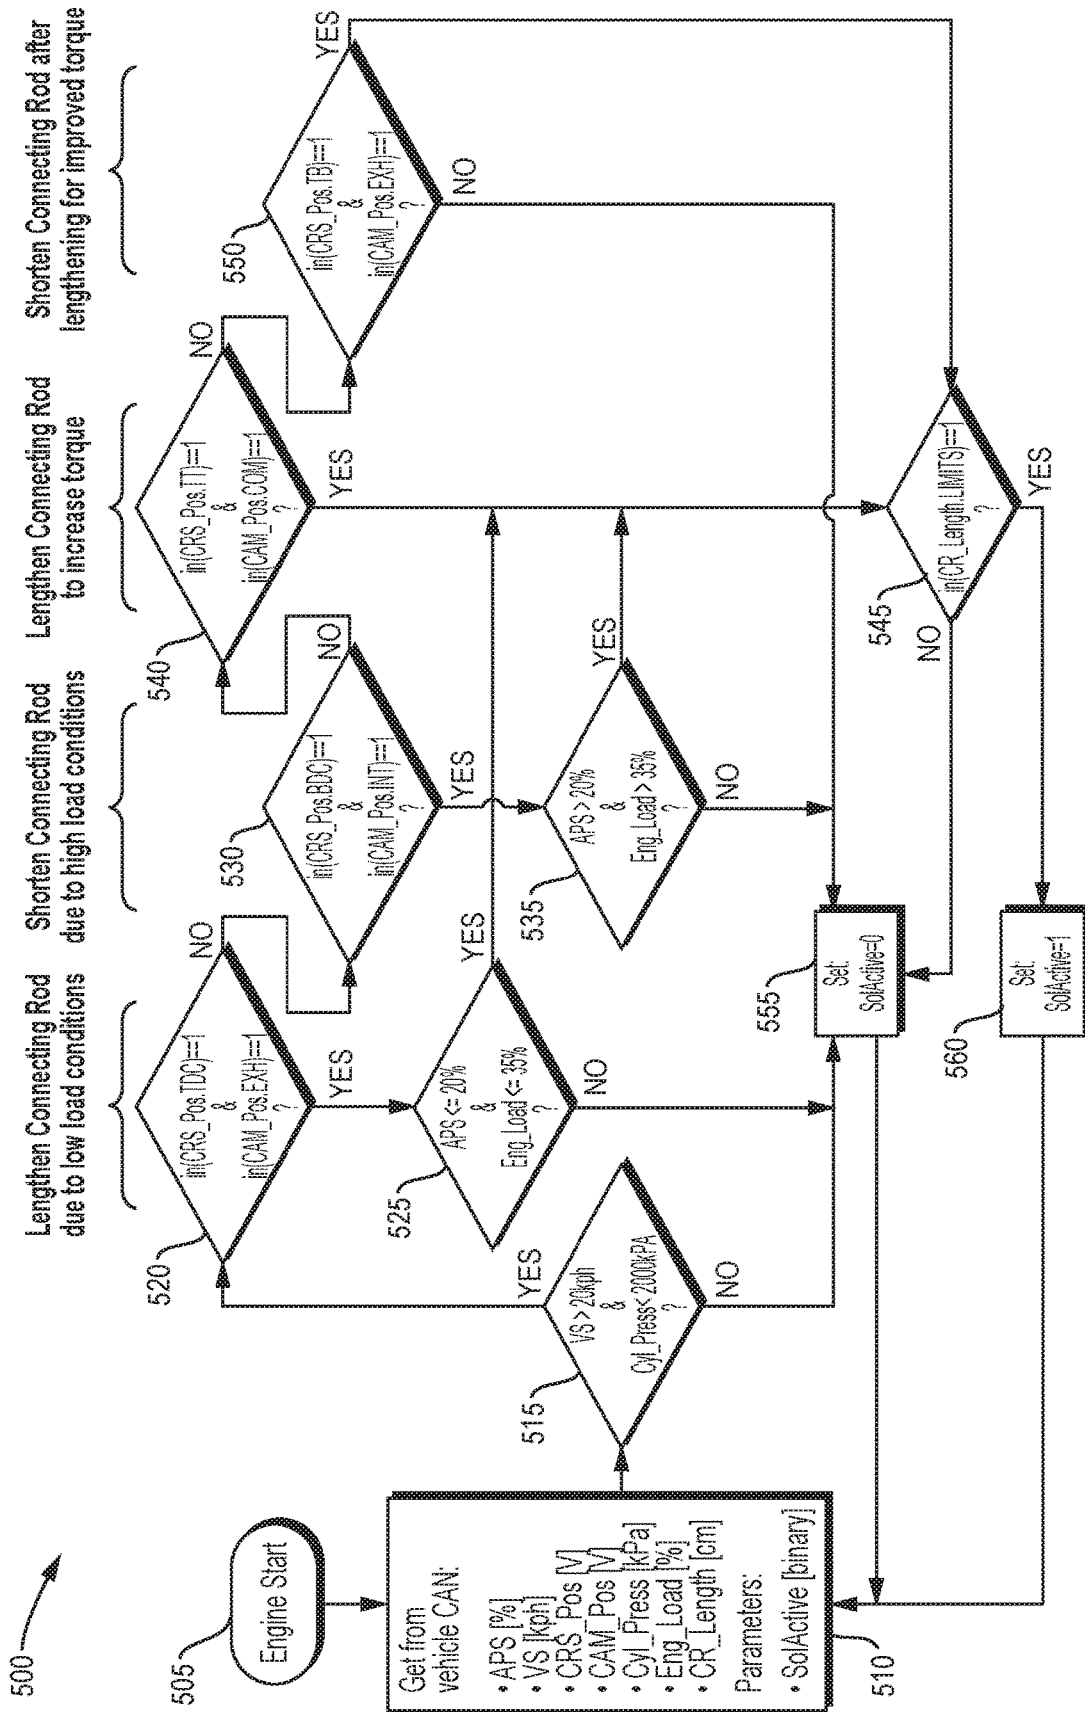 500
505
Engine Start
Get from
vehicle CAN:
• APS [%]
• VS [kph]
• CRS_Pos [V]
• CAM_Pos [V]
• Cyl_Press [kPa]
• Eng_Load [%]
• CR_Length [cm]
Parameters:
• SolActive [binary]
510
515
VS > 20kph
&
Cyl_Press< 2000kPA
?
YES
NO
Lengthen Connecting Rod
due to low load conditions
520
in(CRS_Pos.TDC)==1
&
in(CAM_Pos.EXH)==1
?
NO
YES
525
APS <= 20%
&
Eng_Load <= 35%
?
YES
NO
Shorten Connecting Rod
due to high load conditions
530
in(CRS_Pos.BDC)==1
&
in(CAM_Pos.INT)==1
?
NO
YES
535
APS > 20%
&
Eng_Load > 35%
?
YES
NO
Lengthen Connecting Rod
to increase torque
540
in(CRS_Pos.TT)==1
&
in(CAM_Pos.COM)==1
?
NO
YES
Shorten Connecting Rod after
lengthening for improved torque
550
in(CRS_Pos.TB)==1
&
in(CAM_Pos.EXH)==1
?
YES
NO
545
in(CR_Length.LIMITS)==1
?
NO
YES
555
Set:
SolActive=0
560
Set:
SolActive=1